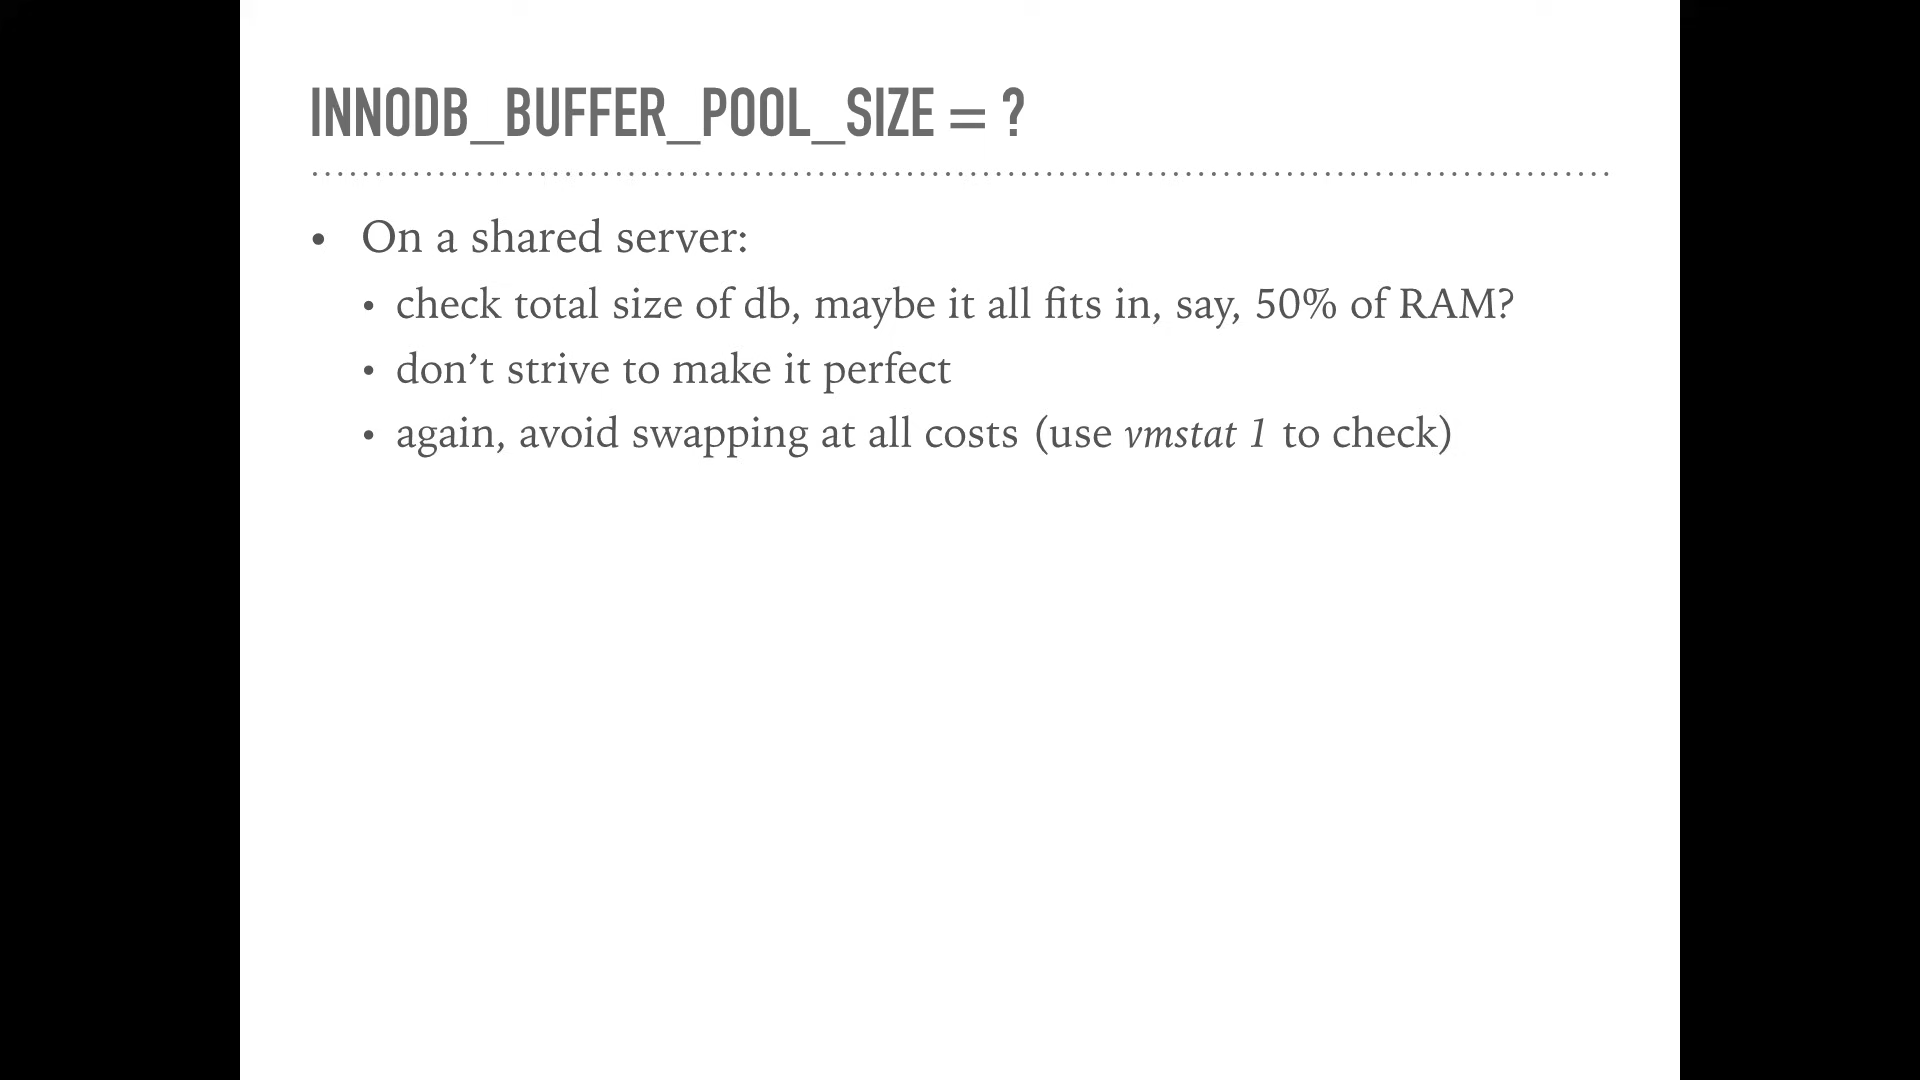 INNODB_BUFFER_POOL_SIZE = ?
• On a shared server:
• check total size of db, maybe it all fits in, say, 50% of RAM?
• don’t strive to make it perfect
• again, avoid swapping at all costs (use vmstat 1 to check)